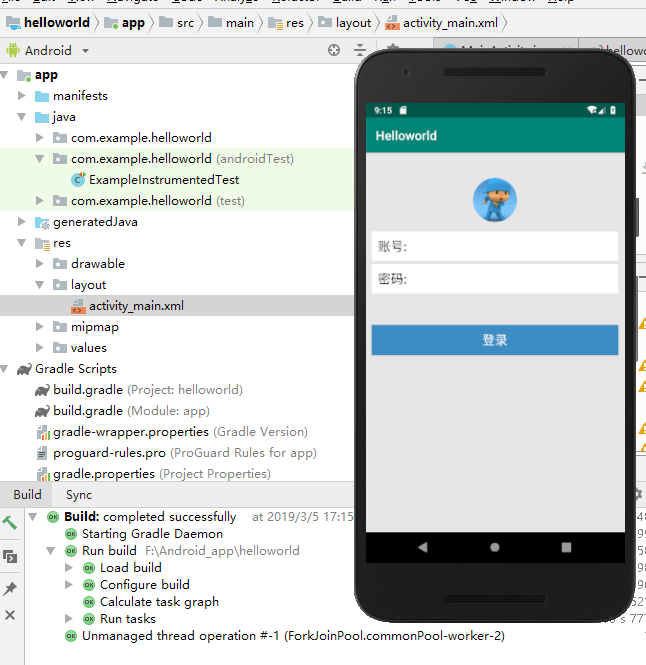 helloworld app src main res layout activity_main.xml
Android
app
manifests
java
com.example.helloworld
com.example.helloworld (androidTest)
ExampleInstrumentedTest
com.example.helloworld (test)
generatedJava
res
drawable
layout
activity_main.xml
mipmap
values
Gradle Scripts
build.gradle (Project: helloworld)
build.gradle (Module: app)
gradle-wrapper.properties (Gradle Version)
proguard-rules.pro (ProGuard Rules for app)
gradle.properties (Project Properties)
9:15
Helloworld
账号:
密码:
登录
Build Sync
Build: completed successfully at 2019/3/5 17:15
Starting Gradle Daemon
Run build F:\Android_app\helloworld
Load build
Configure build
Calculate task graph
Run tasks
Unmanaged thread operation #-1 (ForkJoinPool.commonPool-worker-2)